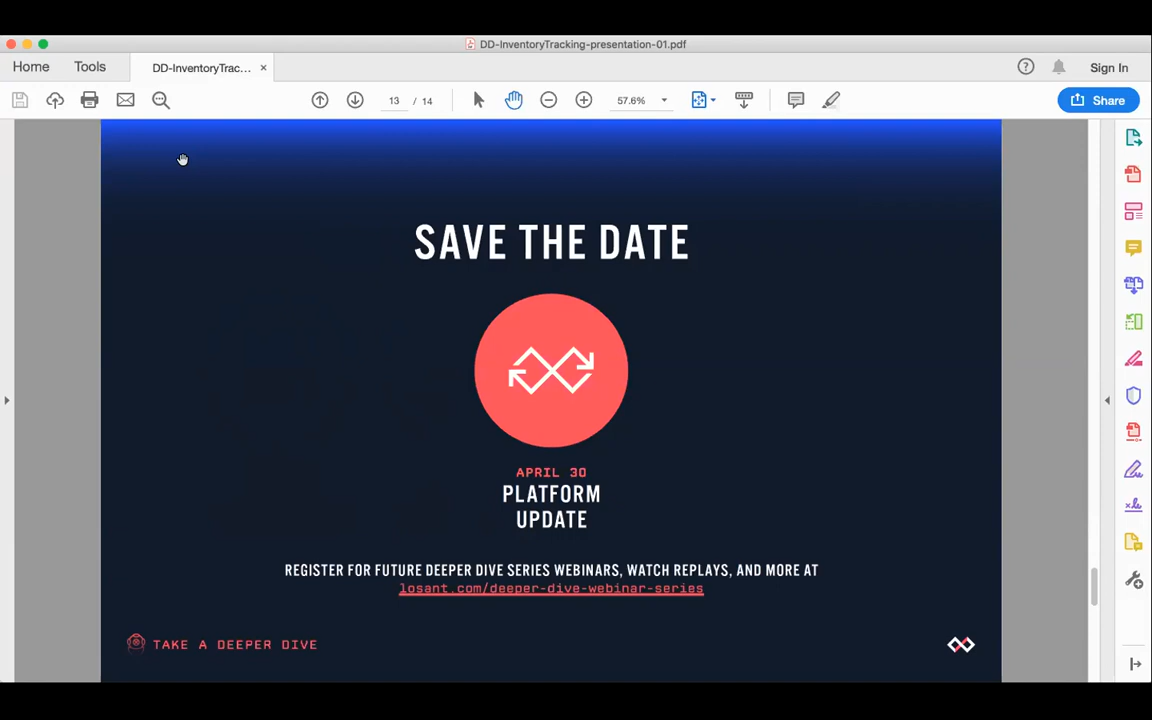 DD-InventoryTracking-presentation-01.pdf
Home
Tools
DD-InventoryTrac...
Sign In
13 / 14
57.6%
Share
SAVE THE DATE
APRIL 30
PLATFORM
UPDATE
REGISTER FOR FUTURE DEEPER DIVE SERIES WEBINARS, WATCH REPLAYS, AND MORE AT
losant.com/deeper-dive-webinar-series
TAKE A DEEPER DIVE